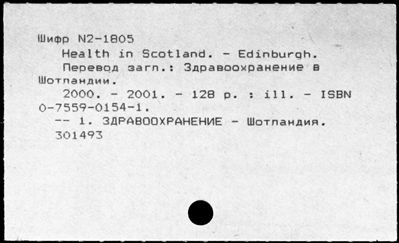 Шифр N2-1805
Health in Scotland. - Edinburgh.
Перевод загл.: Здравоохранение в
Шотландии.
2000. - 2001. - 128 p. : ill. - ISBN
0-7559-0154-1.
-- 1. ЗДРАВООХРАНЕНИЕ - Шотландия.
301493